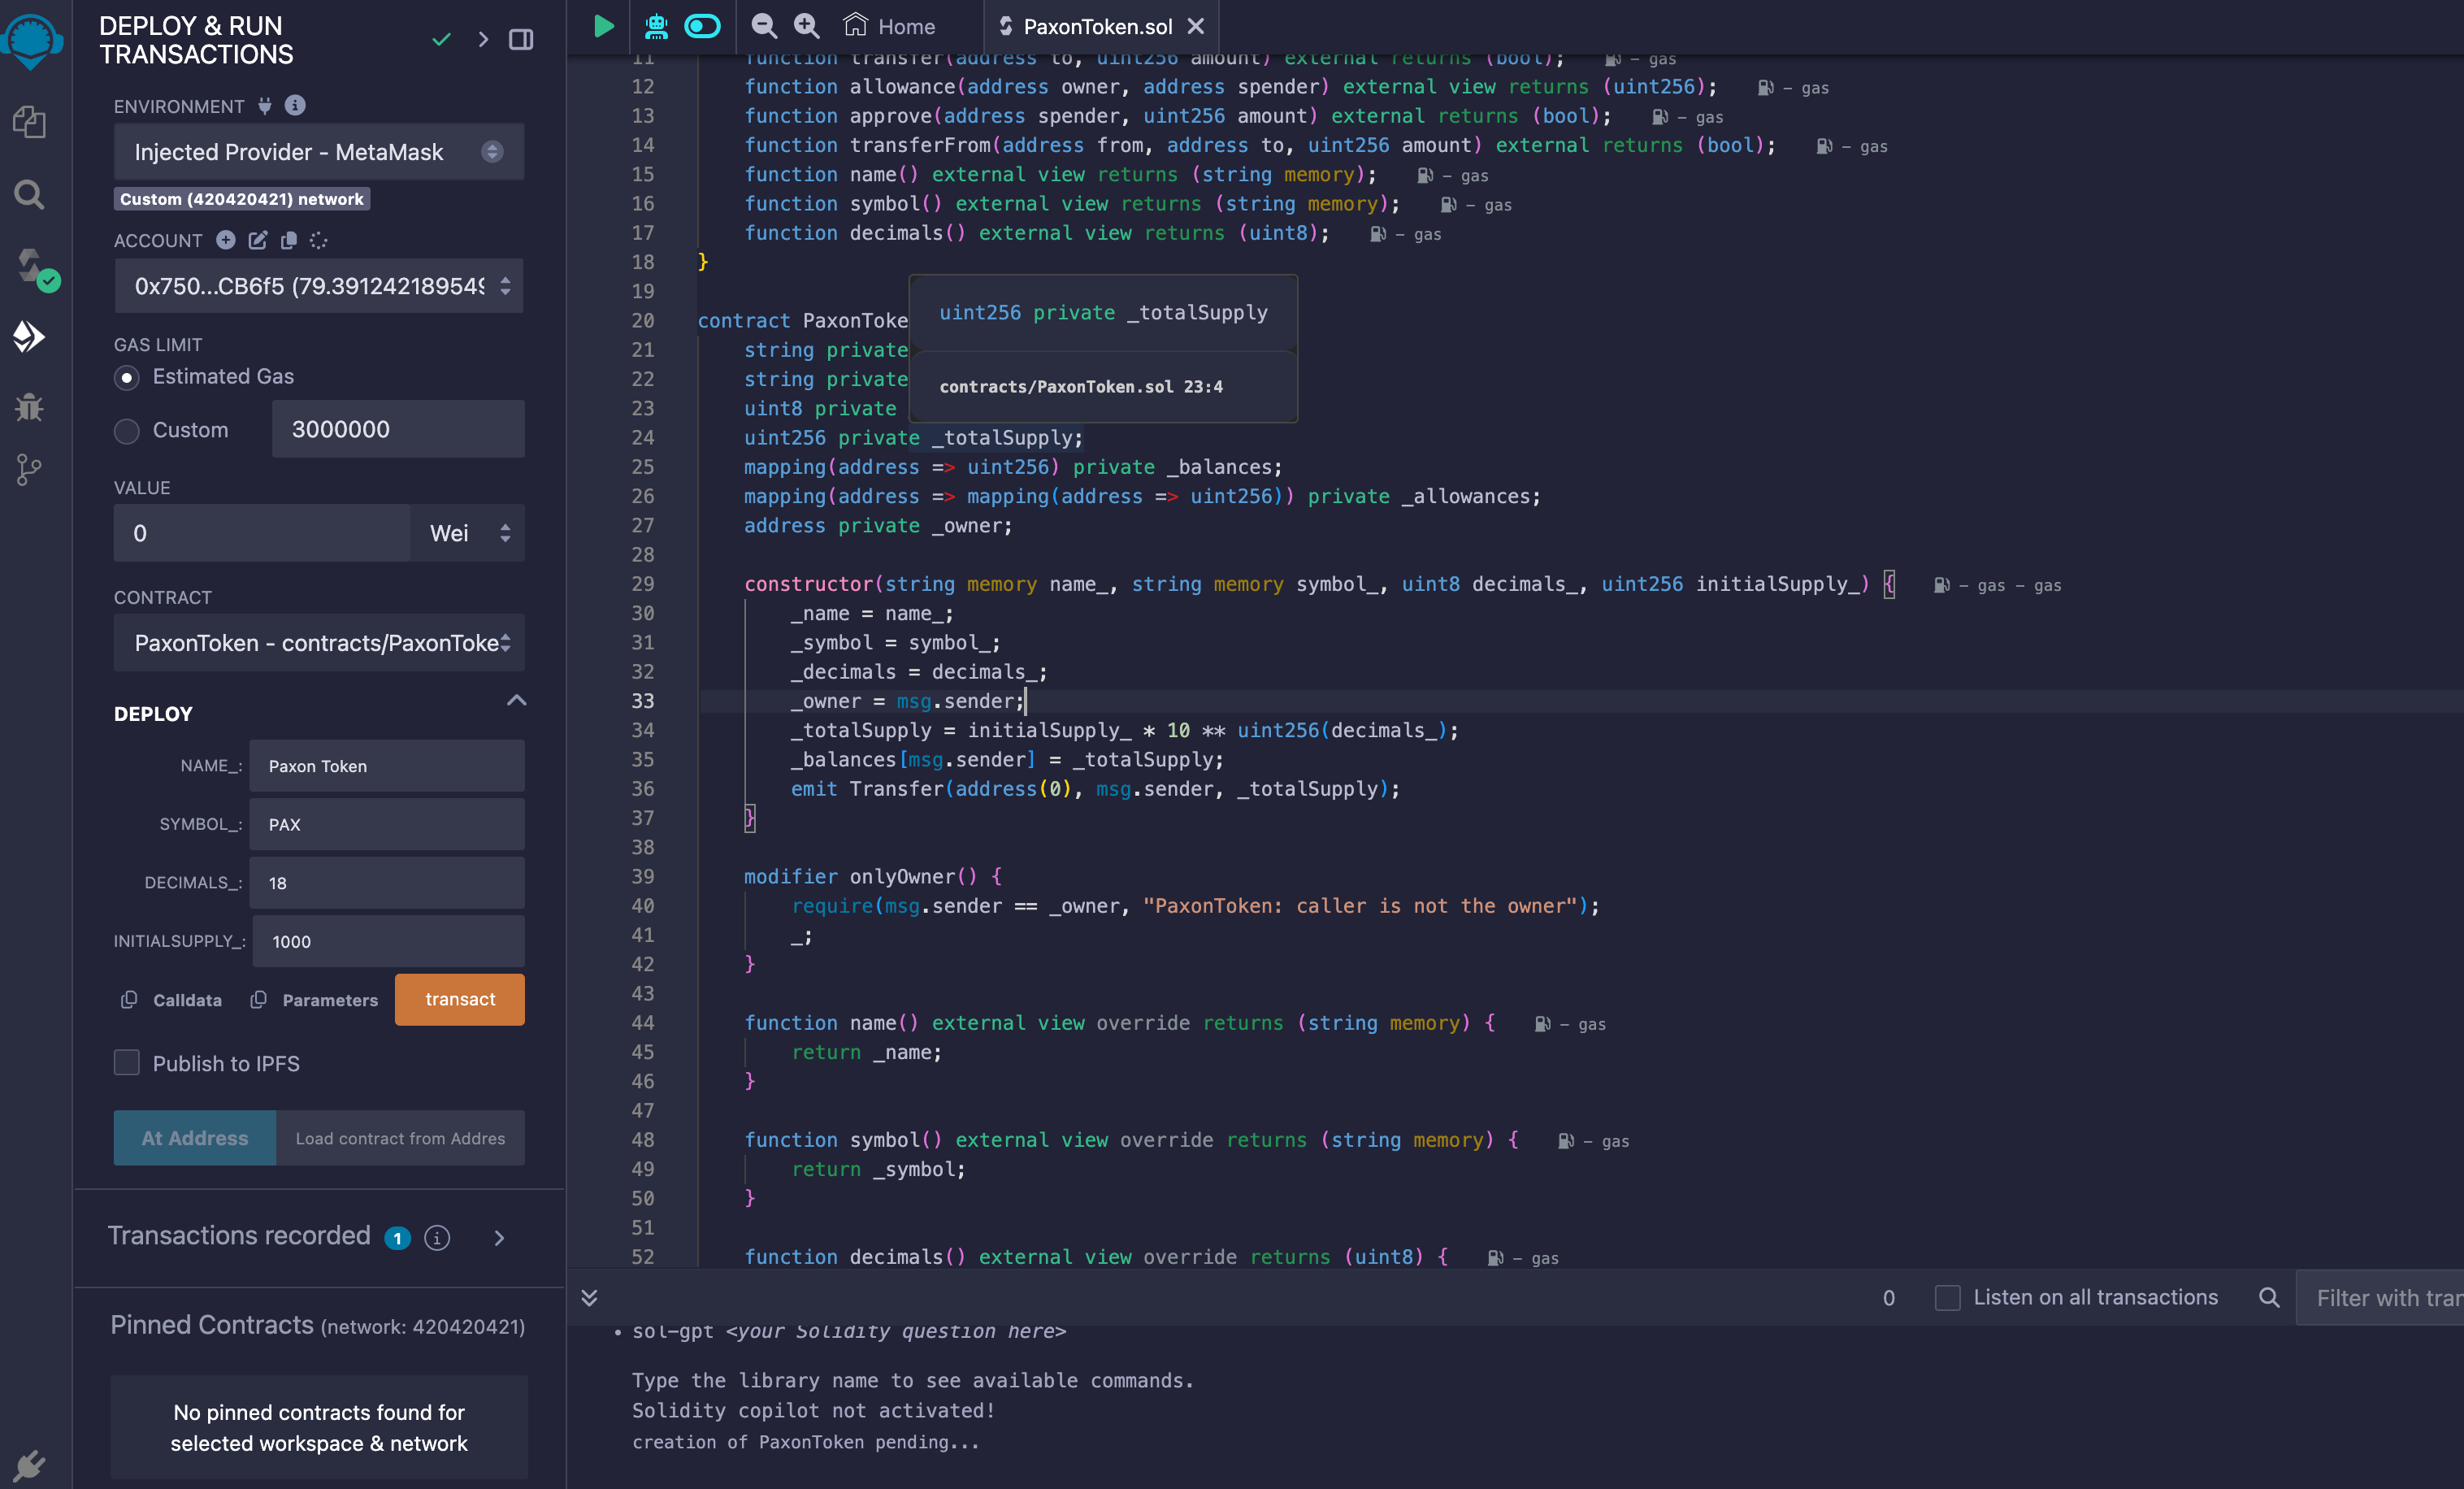 DEPLOY & RUN
TRANSACTIONS
ENVIRONMENT
Injected Provider - MetaMask
Custom (420420421) network
ACCOUNT
0x750...CB6f5 (79.391242189549
GAS LIMIT
Estimated Gas
Custom
3000000
VALUE
0
Wei
CONTRACT
PaxonToken - contracts/PaxonToke
DEPLOY
NAME_:
Paxon Token
SYMBOL_:
PAX
DECIMALS_:
18
INITIALSUPPLY_:
1000
Calldata
Parameters
transact
Publish to IPFS
At Address
Load contract from Addres
Transactions recorded 1
Pinned Contracts (network: 420420421)
No pinned contracts found for
selected workspace & network
Home
PaxonToken.sol
11 function transfer(address to, uint256 amount) external returns (bool); - gas
12 function allowance(address owner, address spender) external view returns (uint256); - gas
13 function approve(address spender, uint256 amount) external returns (bool); - gas
14 function transferFrom(address from, address to, uint256 amount) external returns (bool); - gas
15 function name() external view returns (string memory); - gas
16 function symbol() external view returns (string memory); - gas
17 function decimals() external view returns (uint8); - gas
18 }
19
20 contract PaxonToke
21 string private
22 string private
23 uint8 private
uint256 private _totalSupply
contracts/PaxonToken.sol 23:4
24 uint256 private _totalSupply;
25 mapping(address => uint256) private _balances;
26 mapping(address => mapping(address => uint256)) private _allowances;
27 address private _owner;
28
29 constructor(string memory name_, string memory symbol_, uint8 decimals_, uint256 initialSupply_) { - gas - gas
30 _name = name_;
31 _symbol = symbol_;
32 _decimals = decimals_;
33 _owner = msg.sender;
34 _totalSupply = initialSupply_ * 10 ** uint256(decimals_);
35 _balances[msg.sender] = _totalSupply;
36 emit Transfer(address(0), msg.sender, _totalSupply);
37 }
38
39 modifier onlyOwner() {
40 require(msg.sender == _owner, "PaxonToken: caller is not the owner");
41 _;
42 }
43
44 function name() external view override returns (string memory) { - gas
45 return _name;
46 }
47
48 function symbol() external view override returns (string memory) { - gas
49 return _symbol;
50 }
51
52 function decimals() external view override returns (uint8) { - gas
0
Listen on all transactions
Filter with tran
• sol-gpt <your Solidity question here>
Type the library name to see available commands.
Solidity copilot not activated!
creation of PaxonToken pending...